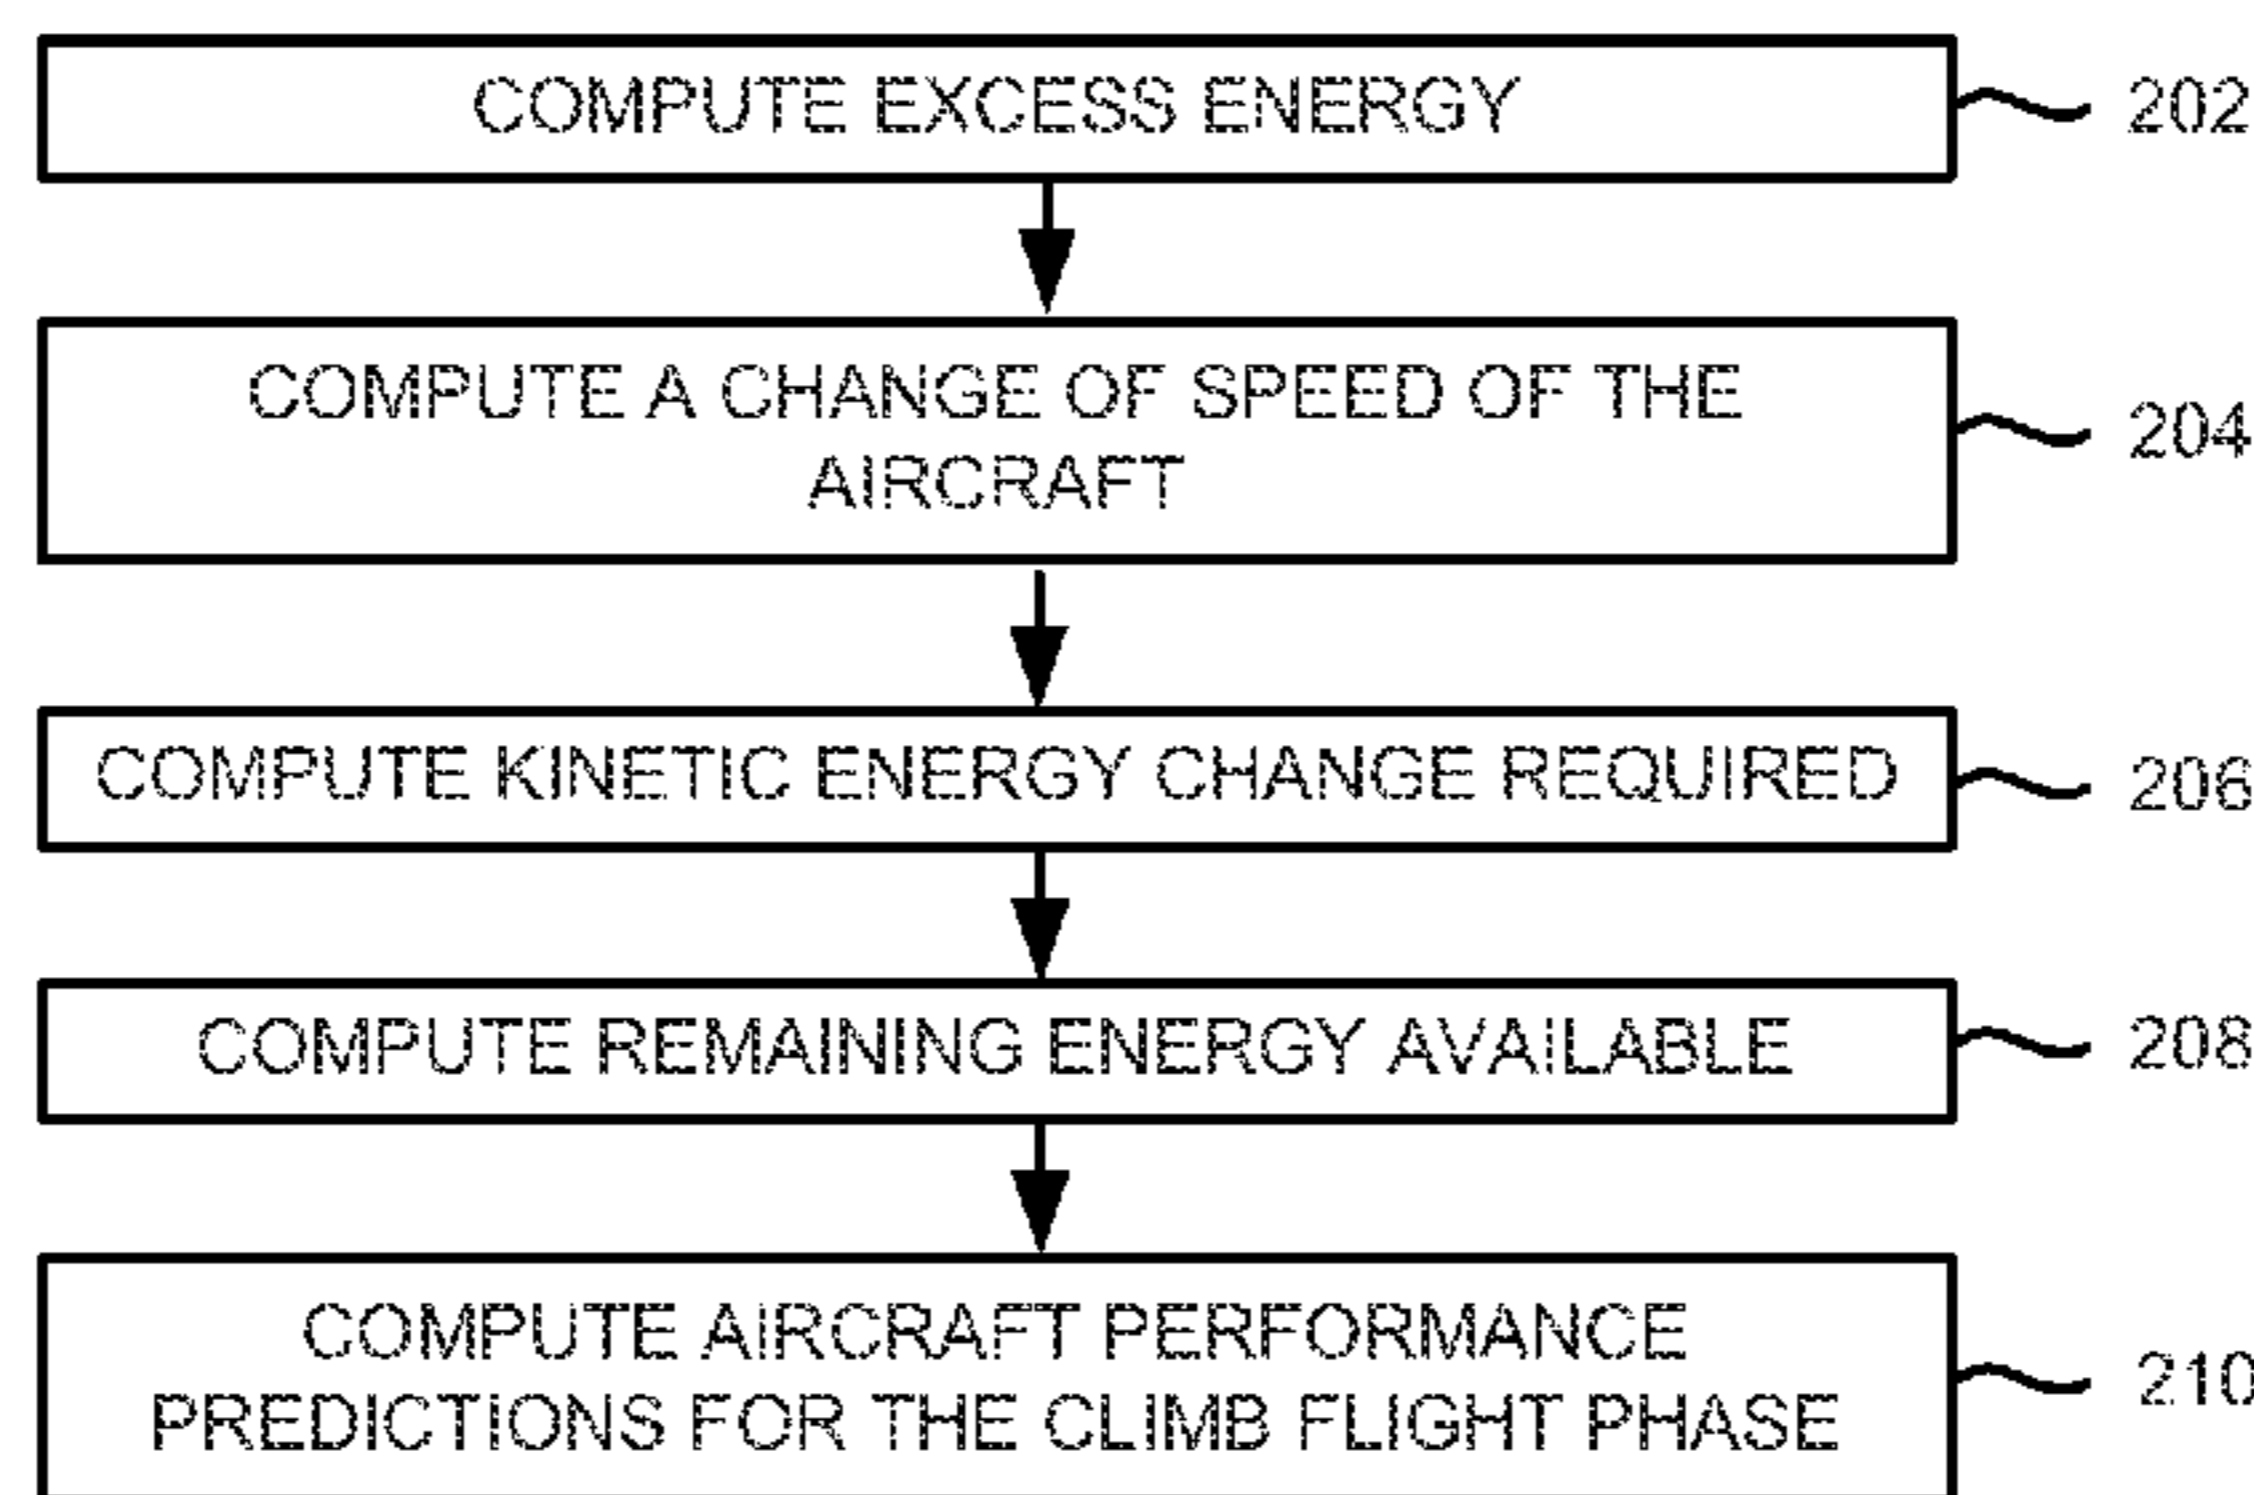 COMPUTE EXCESS ENERGY
202
COMPUTE A CHANGE OF SPEED OF THE
AIRCRAFT
204
COMPUTE KINETIC ENERGY CHANGE REQUIRED
206
COMPUTE REMAINING ENERGY AVAILABLE
208
COMPUTE AIRCRAFT PERFORMANCE
PREDICTIONS FOR THE CLIMB FLIGHT PHASE
210